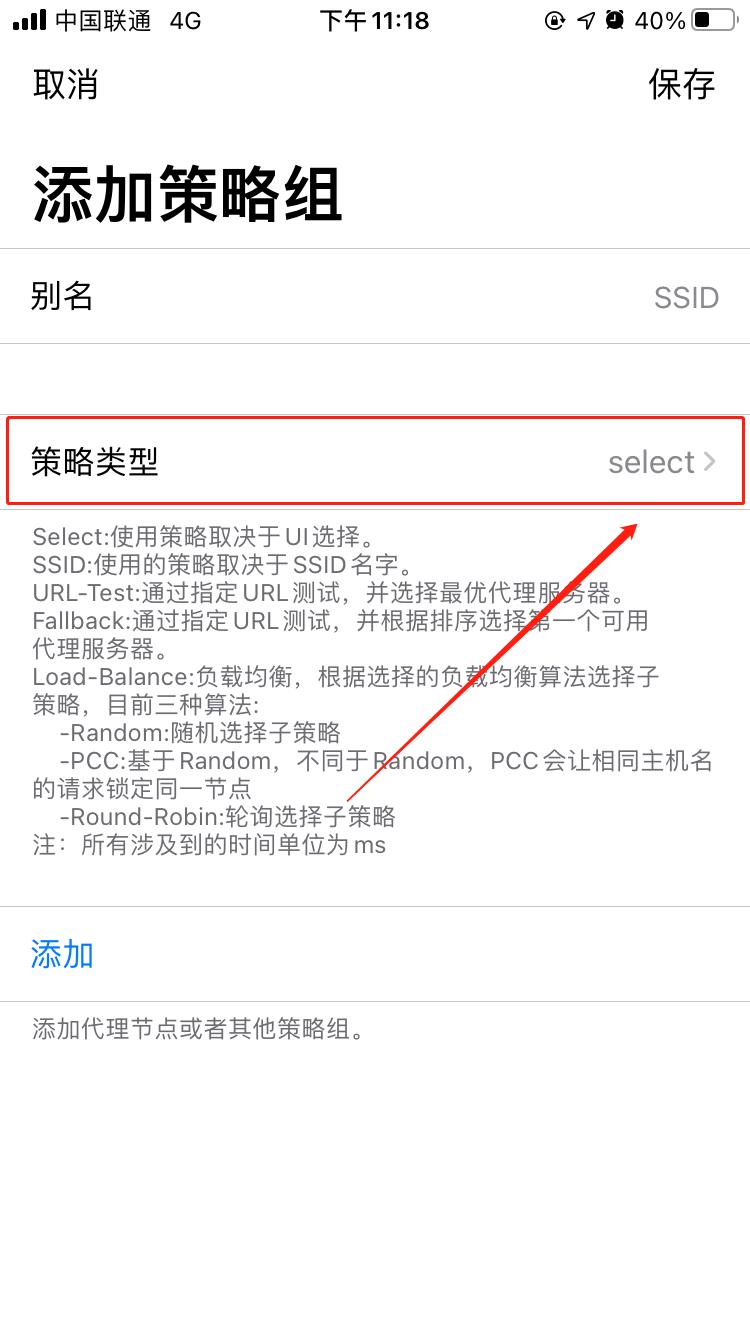 中国联通 4G 下午11:18 40%
取消 保存
添加策略组
别名 SSID
策略类型 select
Select:使用策略取决于UI选择。
SSID:使用的策略取决于SSID名字。
URL-Test:通过指定URL测试，并选择最优代理服务器。
Fallback:通过指定URL测试，并根据排序选择第一个可用
代理服务器。
Load-Balance:负载均衡，根据选择的负载均衡算法选择子
策略，目前三种算法:
-Random:随机选择子策略
-PCC:基于Random，不同于Random，PCC会让相同主机名
的请求锁定同一节点
-Round-Robin:轮询选择子策略
注：所有涉及到的时间单位为ms
添加
添加代理节点或者其他策略组。